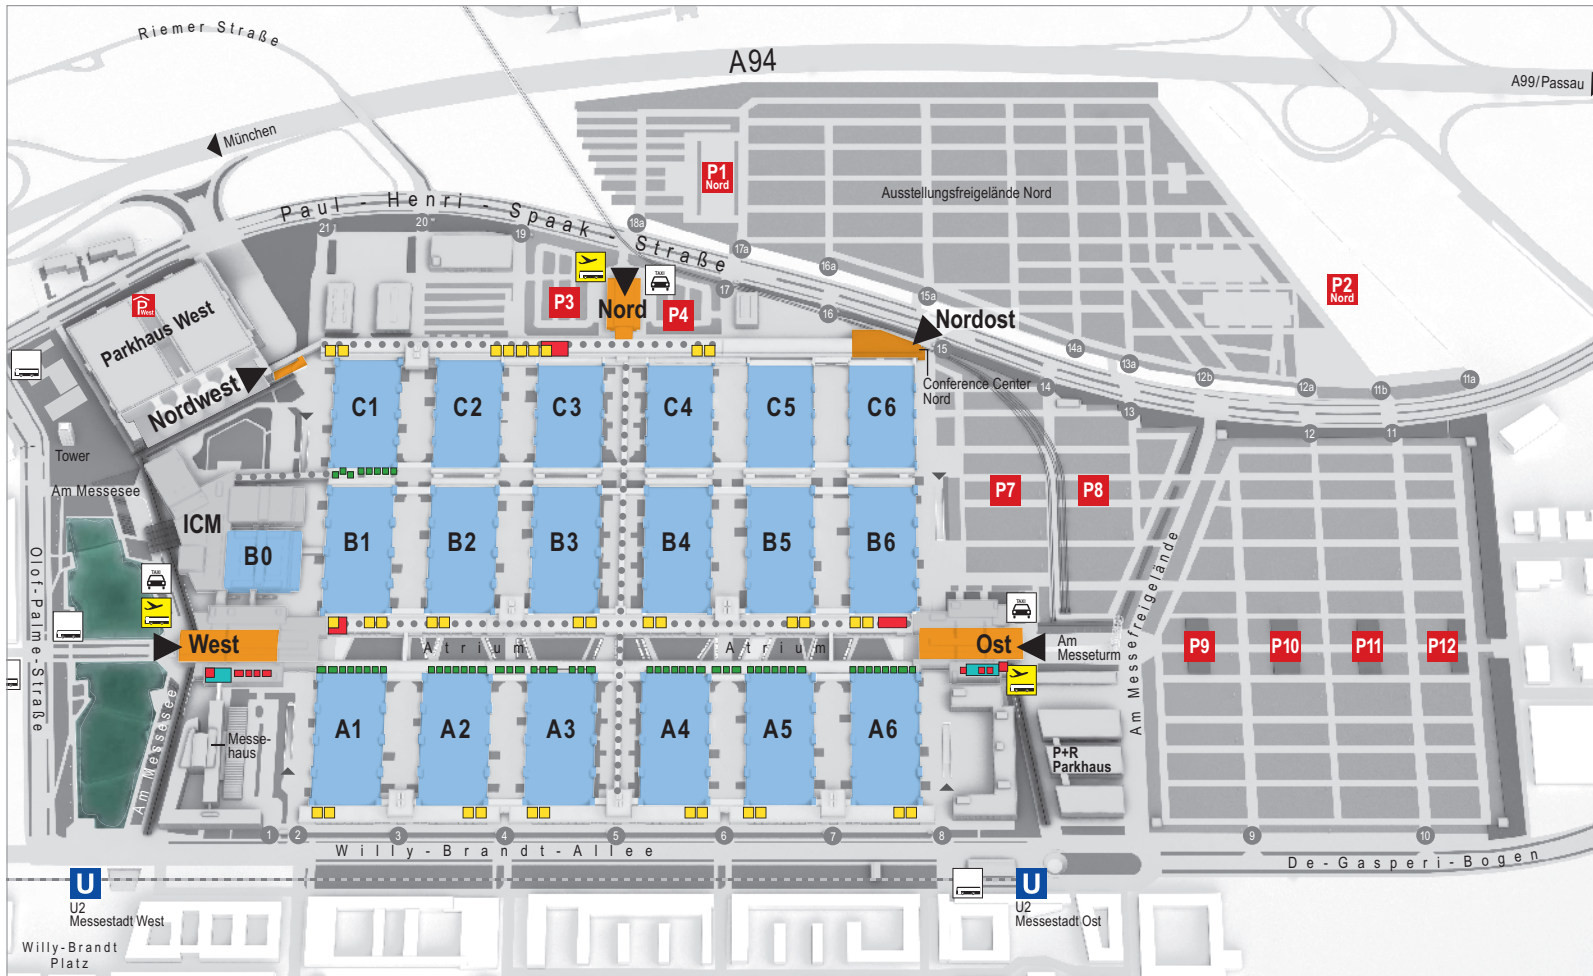 Riemer Straße
A94
A99/Passau
München
P1
Nord
Ausstellungsfreigelände Nord
Paul - Henri - Spaak - Straße
21
20
19
18a
17a
16a
15a
14a
13a
12b
12a
11b
11a
P2
Nord
TAXI
P3
Nord
P4
17
16
15
14
13
12
11
Nordost
Conference Center
Nord
P
West
Parkhaus West
Nordwest
C1
C2
C3
C4
C5
C6
Tower
Am Messesee
ICM
B0
B1
B2
B3
B4
B5
B6
P7
P8
Olof-Palme-Straße
TAXI
TAXI
West
Atrium
Atrium
Ost
Am
Messeturm
Am Messefreigelände
P9
P10
P11
P12
Am Messesee
Messe-
haus
A1
A2
A3
A4
A5
A6
P+R
Parkhaus
1
2
3
4
5
6
7
8
9
10
Willy-Brandt-Allee
De-Gasperi-Bogen
U
U2
Messestadt West
U
U2
Messestadt Ost
Willy-Brandt
Platz